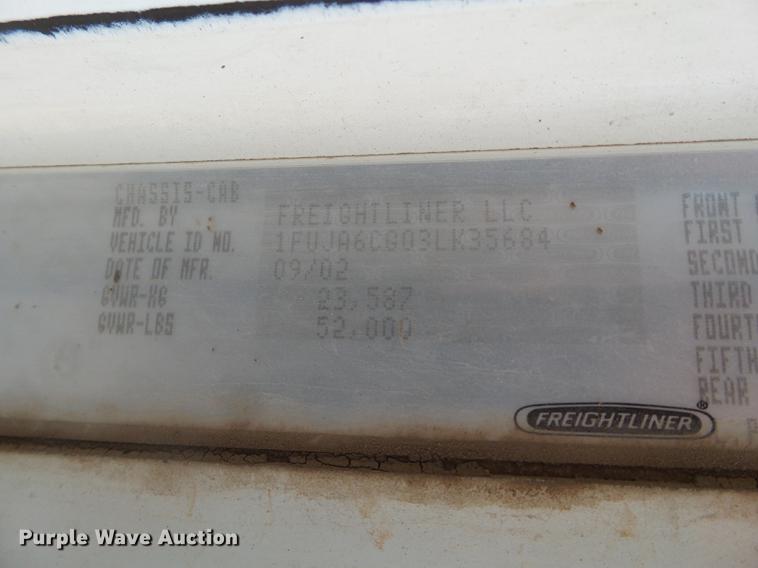 CHASSIS-CAB
MFD. BY FREIGHTLINER LLC
VEHICLE ID NO. 1FUJA6CG03LK35684
DATE OF MFR. 09/02
GVWR-KG 23,587
GVWR-LBS 52,000
FRONT
FIRST
SECOND
THIRD
FOURT
FIFTH
REAR
FREIGHTLINER®
Purple Wave Auction